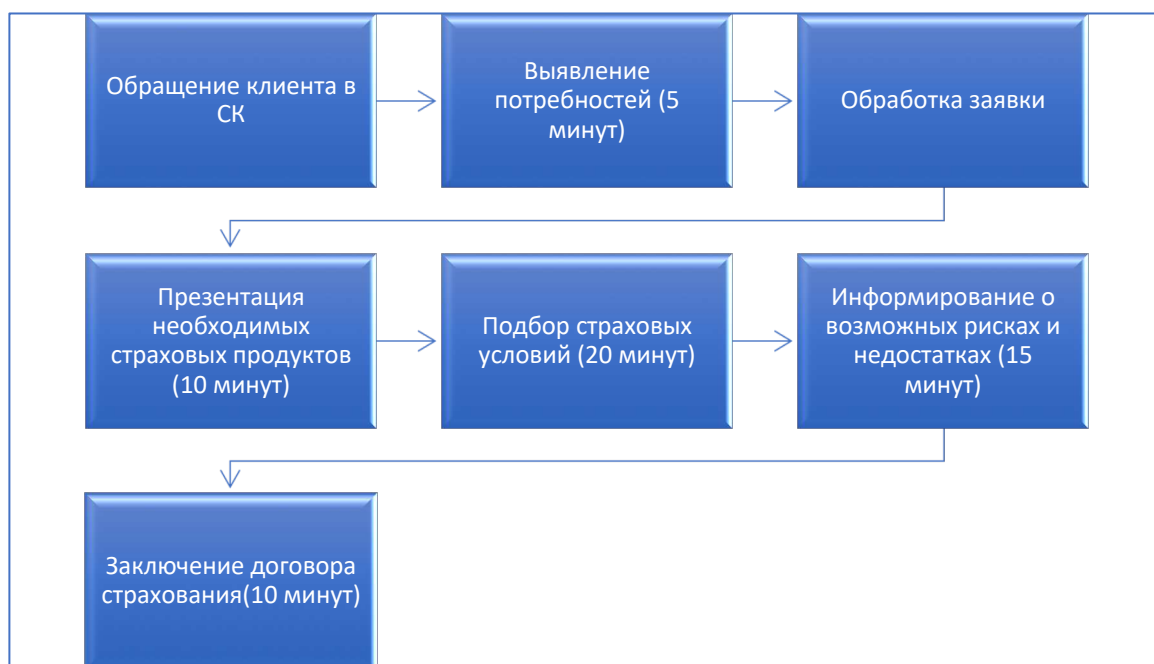 Обращение клиента в
СК
Выявление
потребностей (5
минут)
Обработка заявки
Презентация
необходимых
страховых продуктов
(10 минут)
Подбор страховых
условий (20 минут)
Информирование о
возможных рисках и
недостатках (15
минут)
Заключение договора
страхования(10 минут)